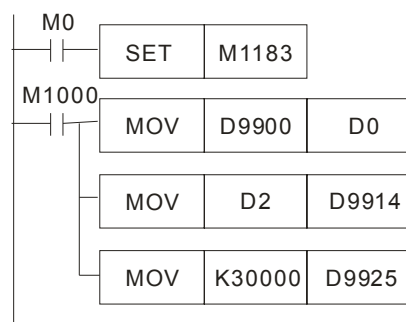 M0
SET M1183
M1000
MOV D9900 D0
MOV D2 D9914
MOV K30000 D9925